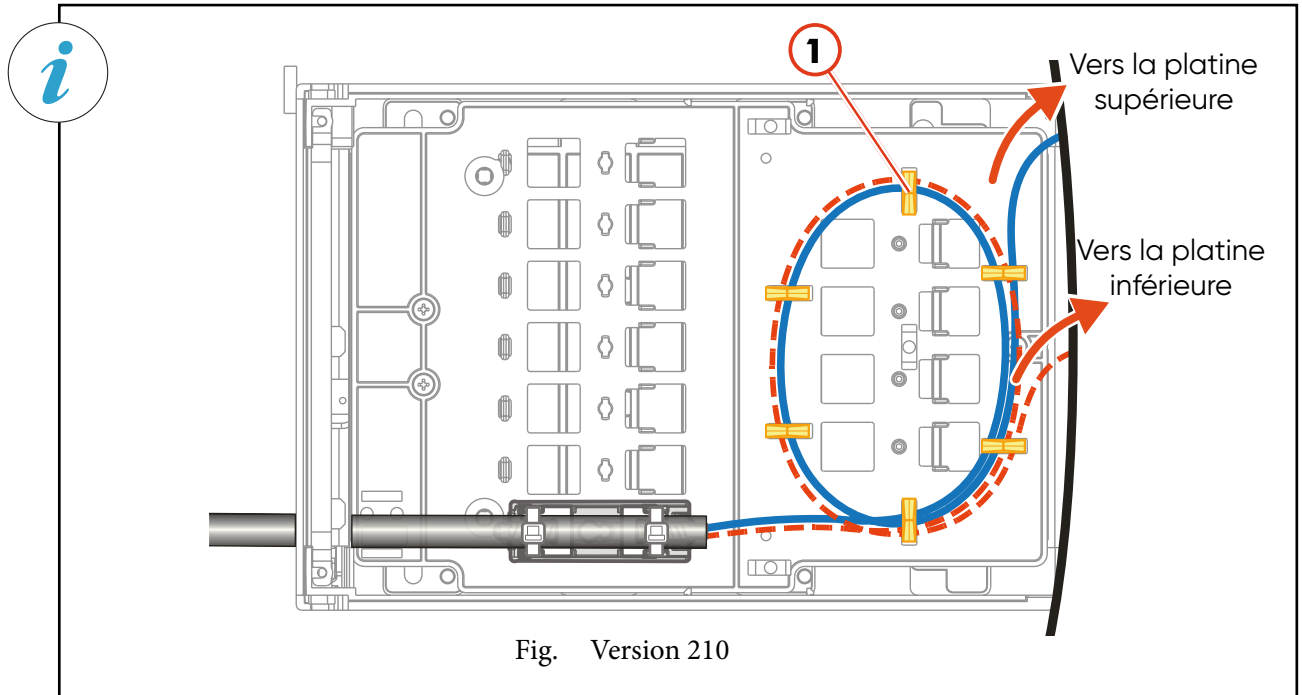 i
1
Vers la platine
supérieure
Vers la platine
inférieure
Fig. Version 210